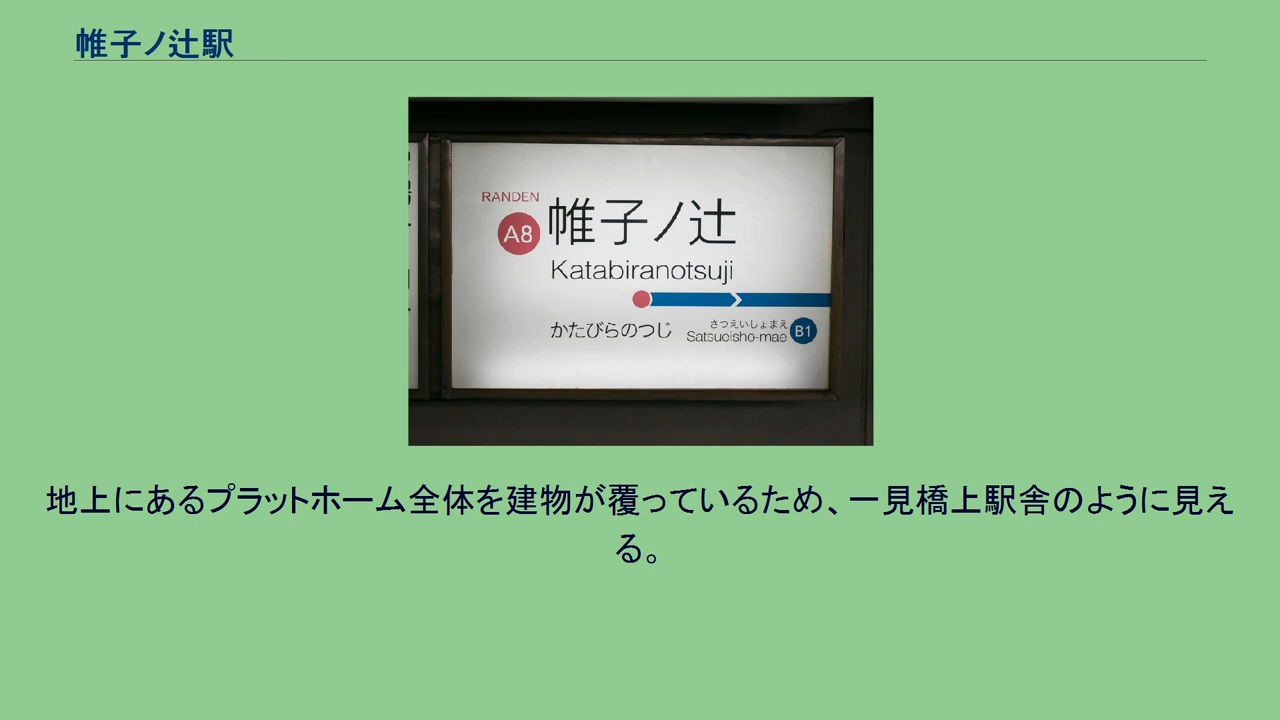 帷子ノ辻駅
RANDEN
A8
帷子ノ辻
Katabiranotsuji
かたびらのつじ
さつえいしょまえ
Satsueisho-mae
B1
地上にあるプラットホーム全体を建物が覆っているため、一見橋上駅舎のように見え
る。